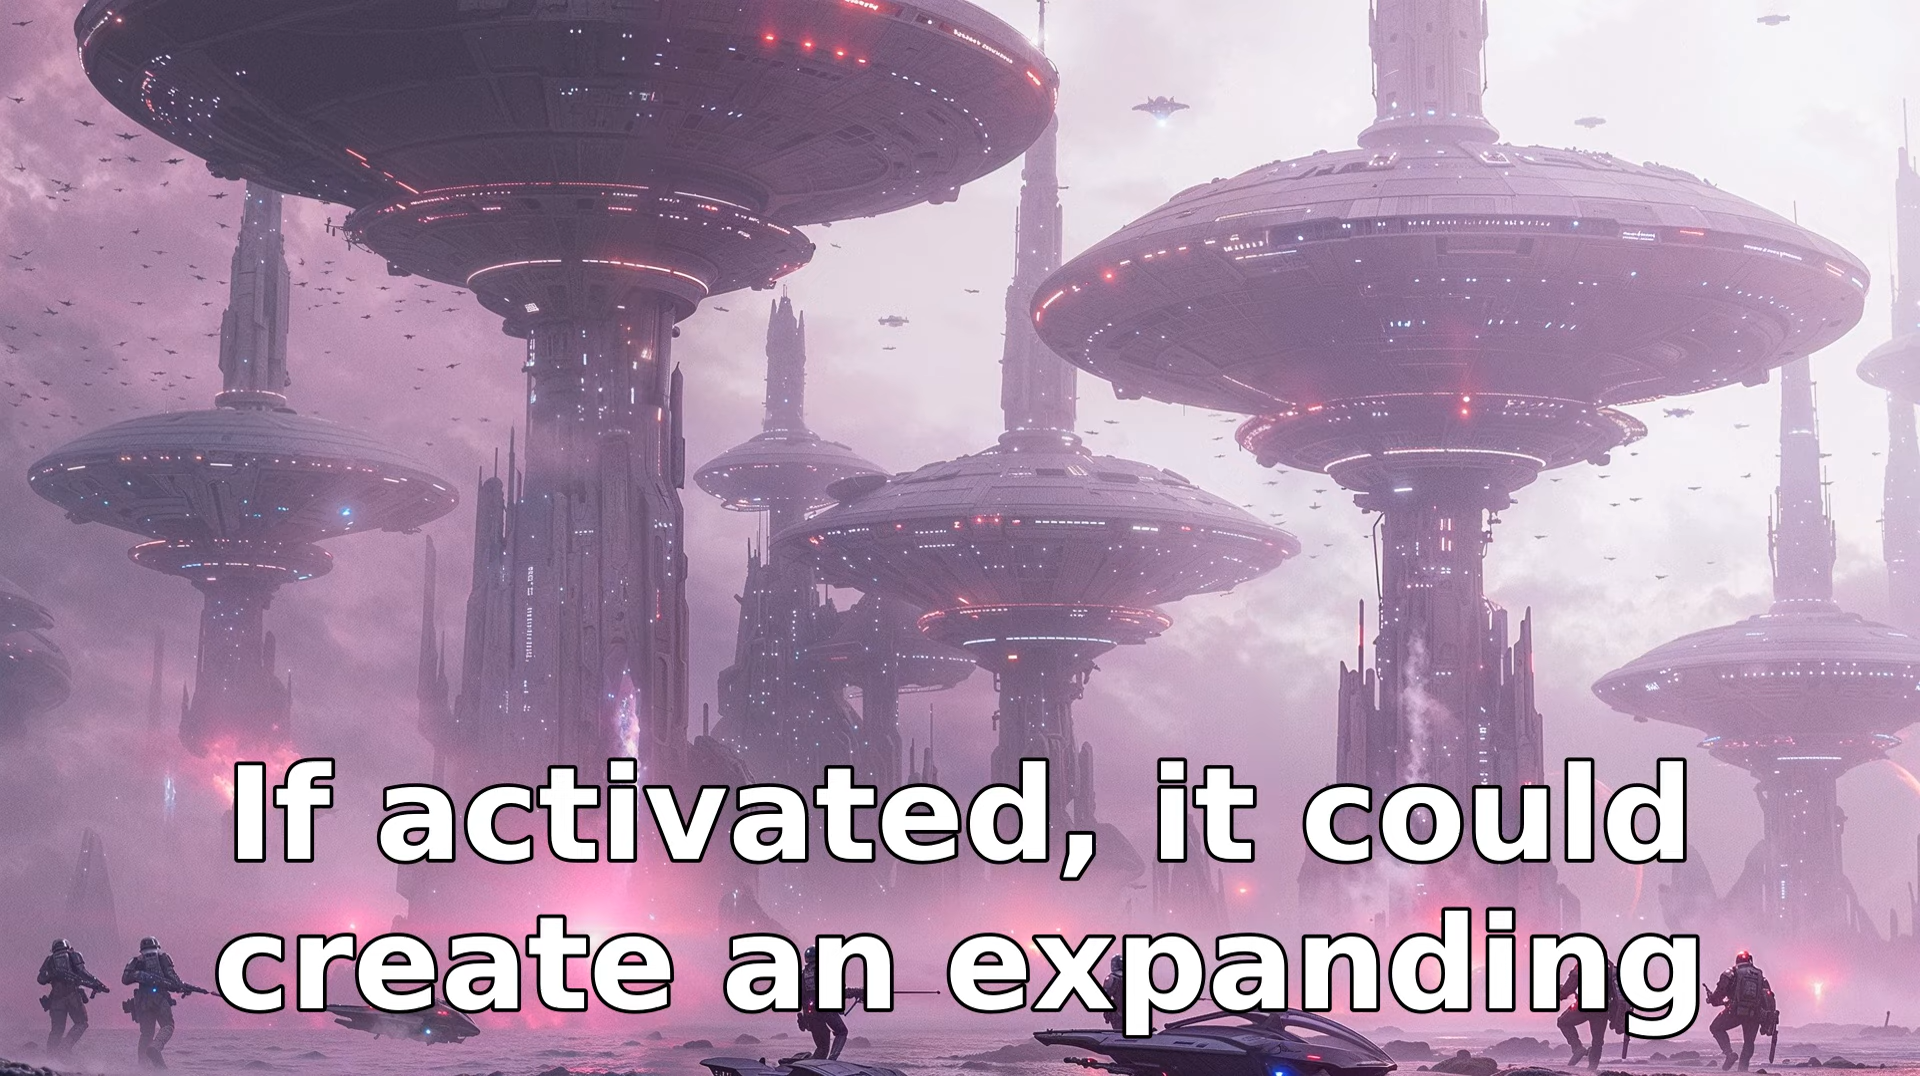 If activated, it could
create an expanding